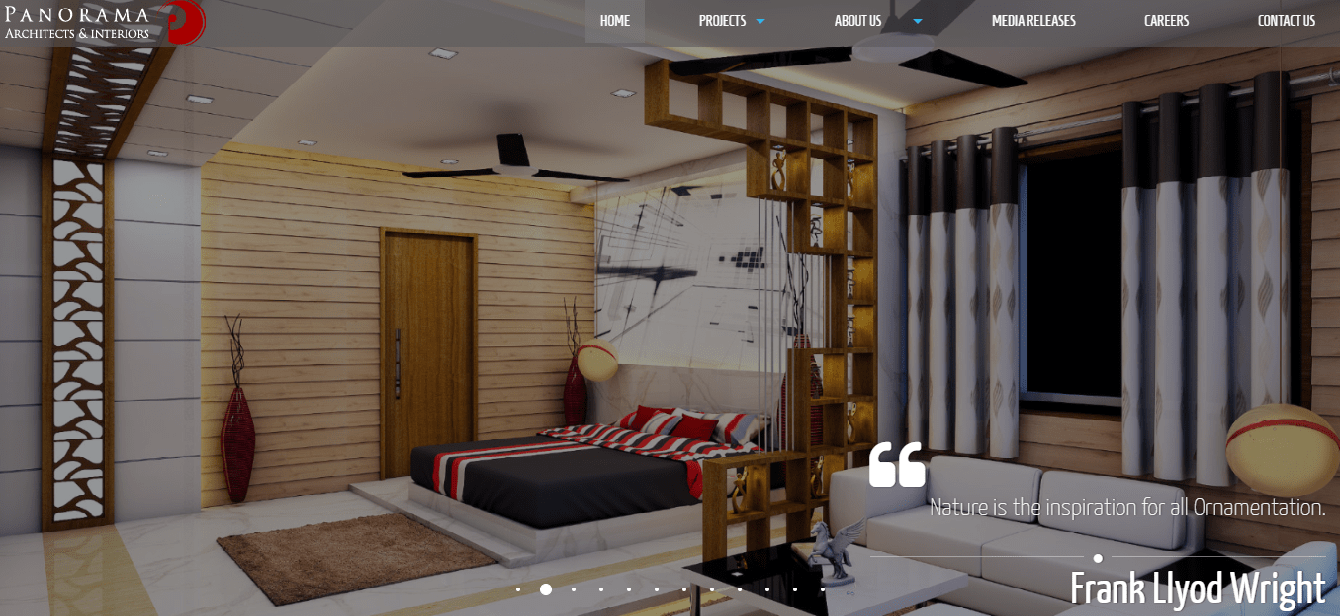 PANORAMA
ARCHITECTS & INTERIORS
HOME
PROJECTS
ABOUT US
MEDIA RELEASES
CAREERS
CONTACT US
“
Nature is the inspiration for all Ornamentation.
Frank Llyod Wright